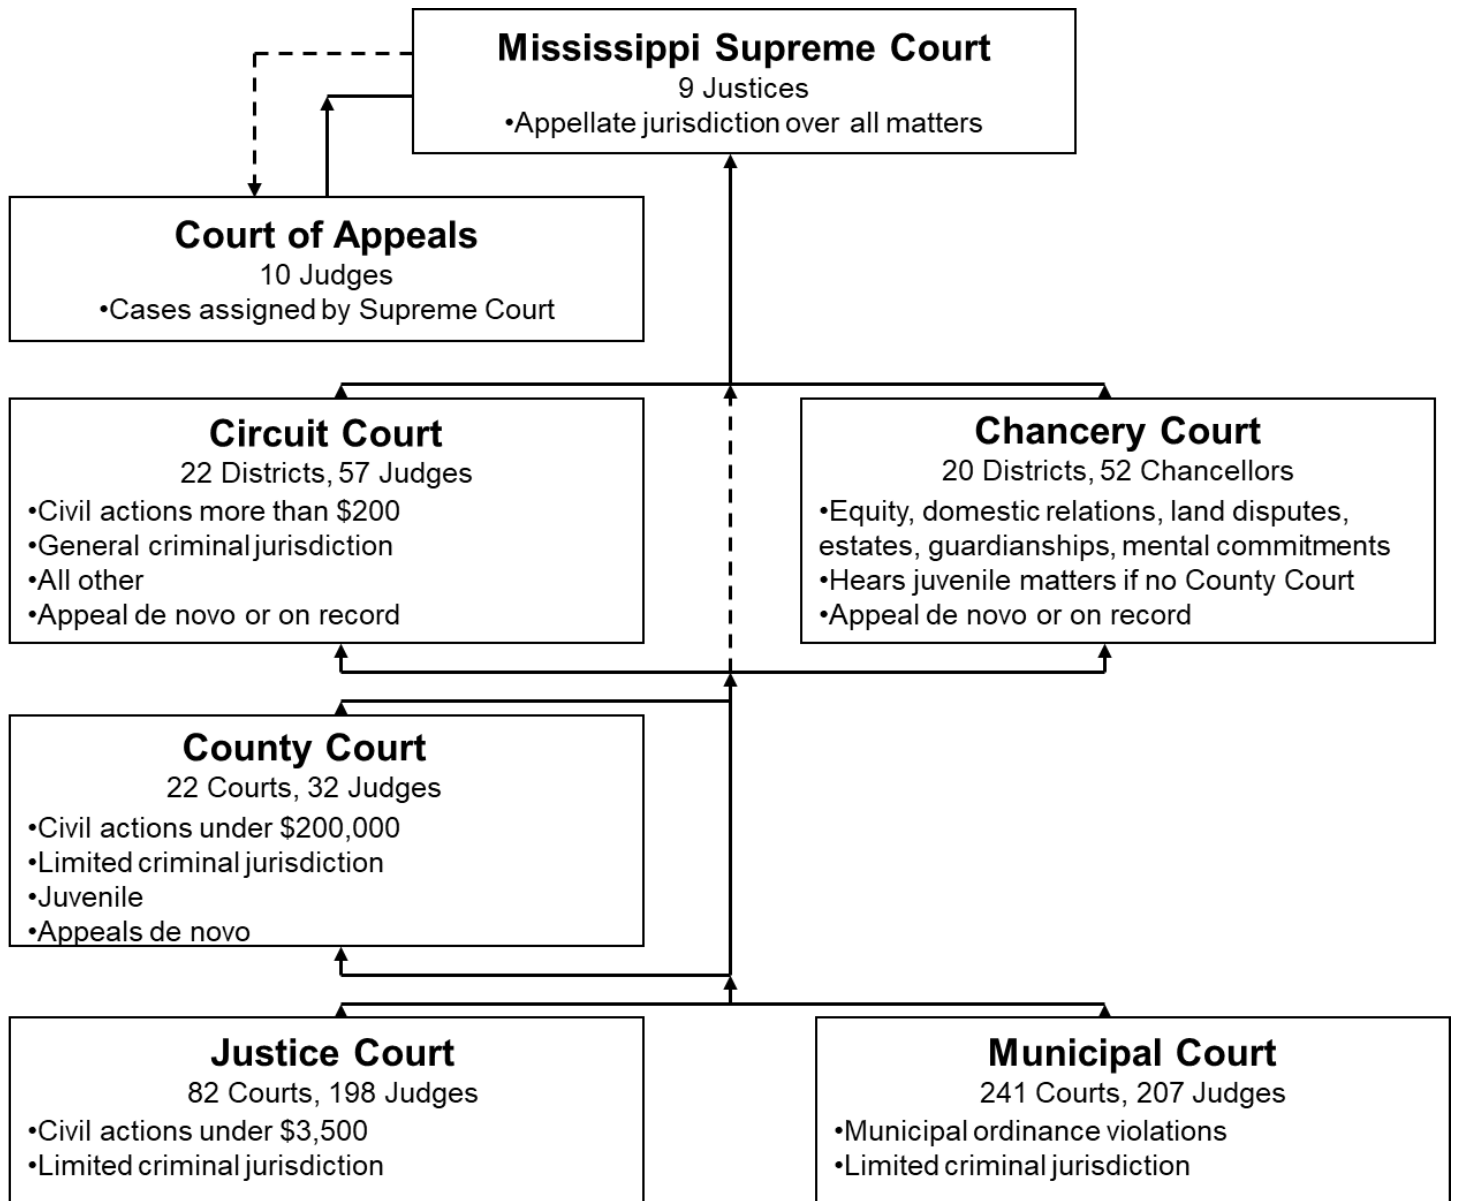 Mississippi Supreme Court
9 Justices
•Appellate jurisdiction over all matters
Court of Appeals
10 Judges
•Cases assigned by Supreme Court
Circuit Court
22 Districts, 57 Judges
•Civil actions more than $200
•General criminal jurisdiction
•All other
•Appeal de novo or on record
Chancery Court
20 Districts, 52 Chancellors
•Equity, domestic relations, land disputes,
estates, guardianships, mental commitments
•Hears juvenile matters if no County Court
•Appeal de novo or on record
County Court
22 Courts, 32 Judges
•Civil actions under $200,000
•Limited criminal jurisdiction
•Juvenile
•Appeals de novo
Justice Court
82 Courts, 198 Judges
•Civil actions under $3,500
•Limited criminal jurisdiction
Municipal Court
241 Courts, 207 Judges
•Municipal ordinance violations
•Limited criminal jurisdiction